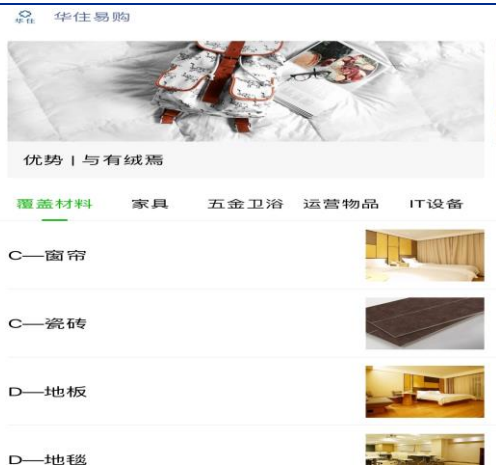 华住 华住易购
优势 | 与有绒焉
覆盖材料 家具 五金卫浴 运营物品 IT设备
C—窗帘
C—瓷砖
D—地板
D—地毯